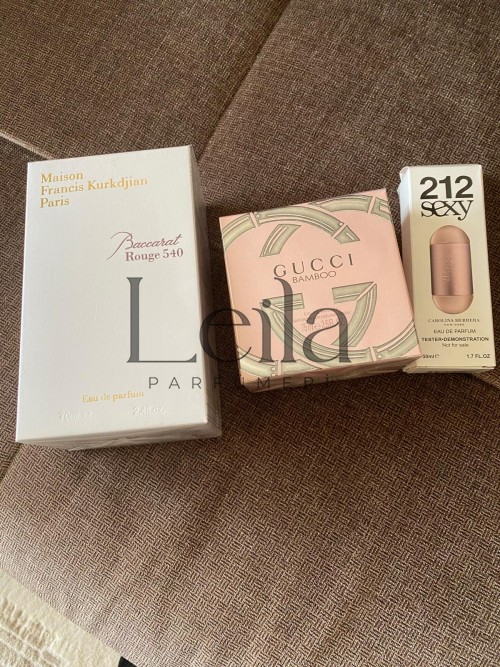 Maison
Francis Kurkdjian
Paris
Baccarat
Rouge 540
Eau de parfum
GUCCI
BAMBOO
212
sexy
CAROLINA HERRERA
NEW YORK
EAU DE PARFUM
TESTER•DEMONSTRATION
Not for sale
1.7 FL.OZ
Leila
PARFUMERİ